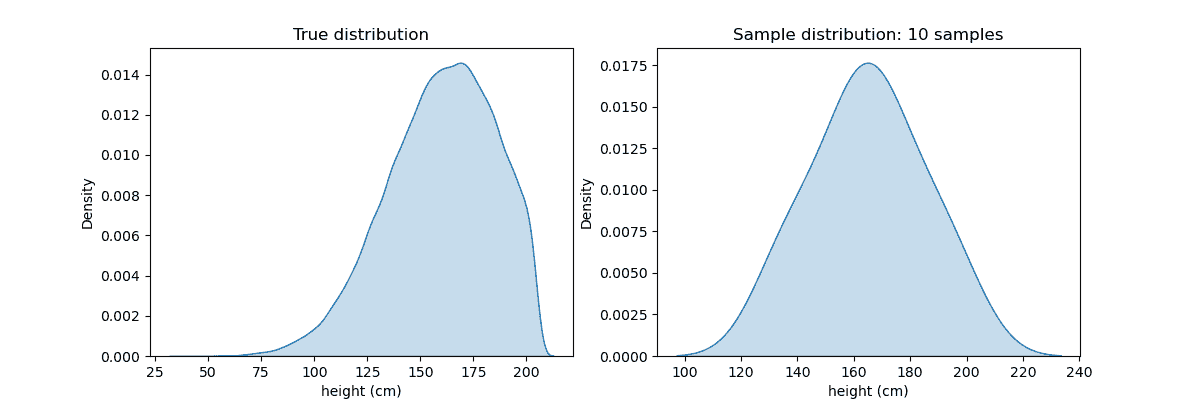 True distribution
Density
0.014
0.012
0.010
0.008
0.006
0.004
0.002
0.000
25 50 75 100 125 150 175 200
height (cm)
Sample distribution: 10 samples
Density
0.0175
0.0150
0.0125
0.0100
0.0075
0.0050
0.0025
0.0000
100 120 140 160 180 200 220 240
height (cm)